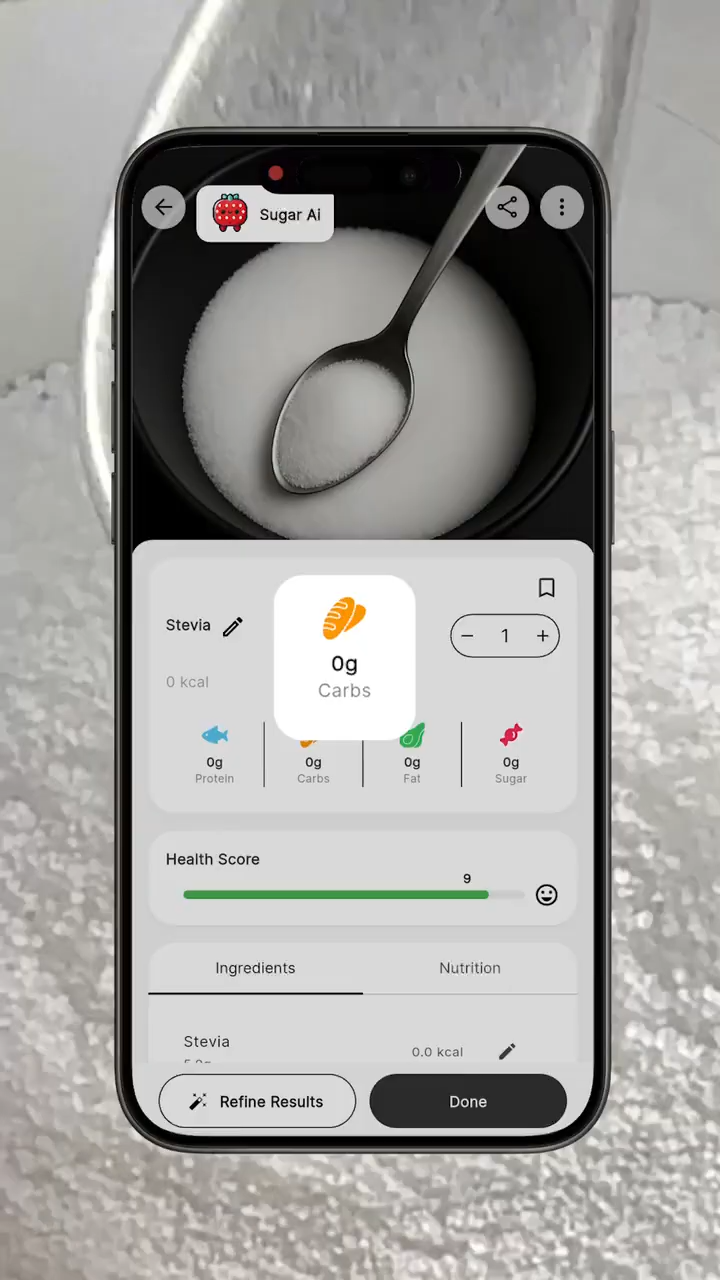 Sugar Ai
Stevia
1
0 kcal
0g
Carbs
0g
Protein
0g
Carbs
0g
Fat
0g
Sugar
Health Score
9
Ingredients
Nutrition
Stevia
0.0 kcal
Refine Results
Done